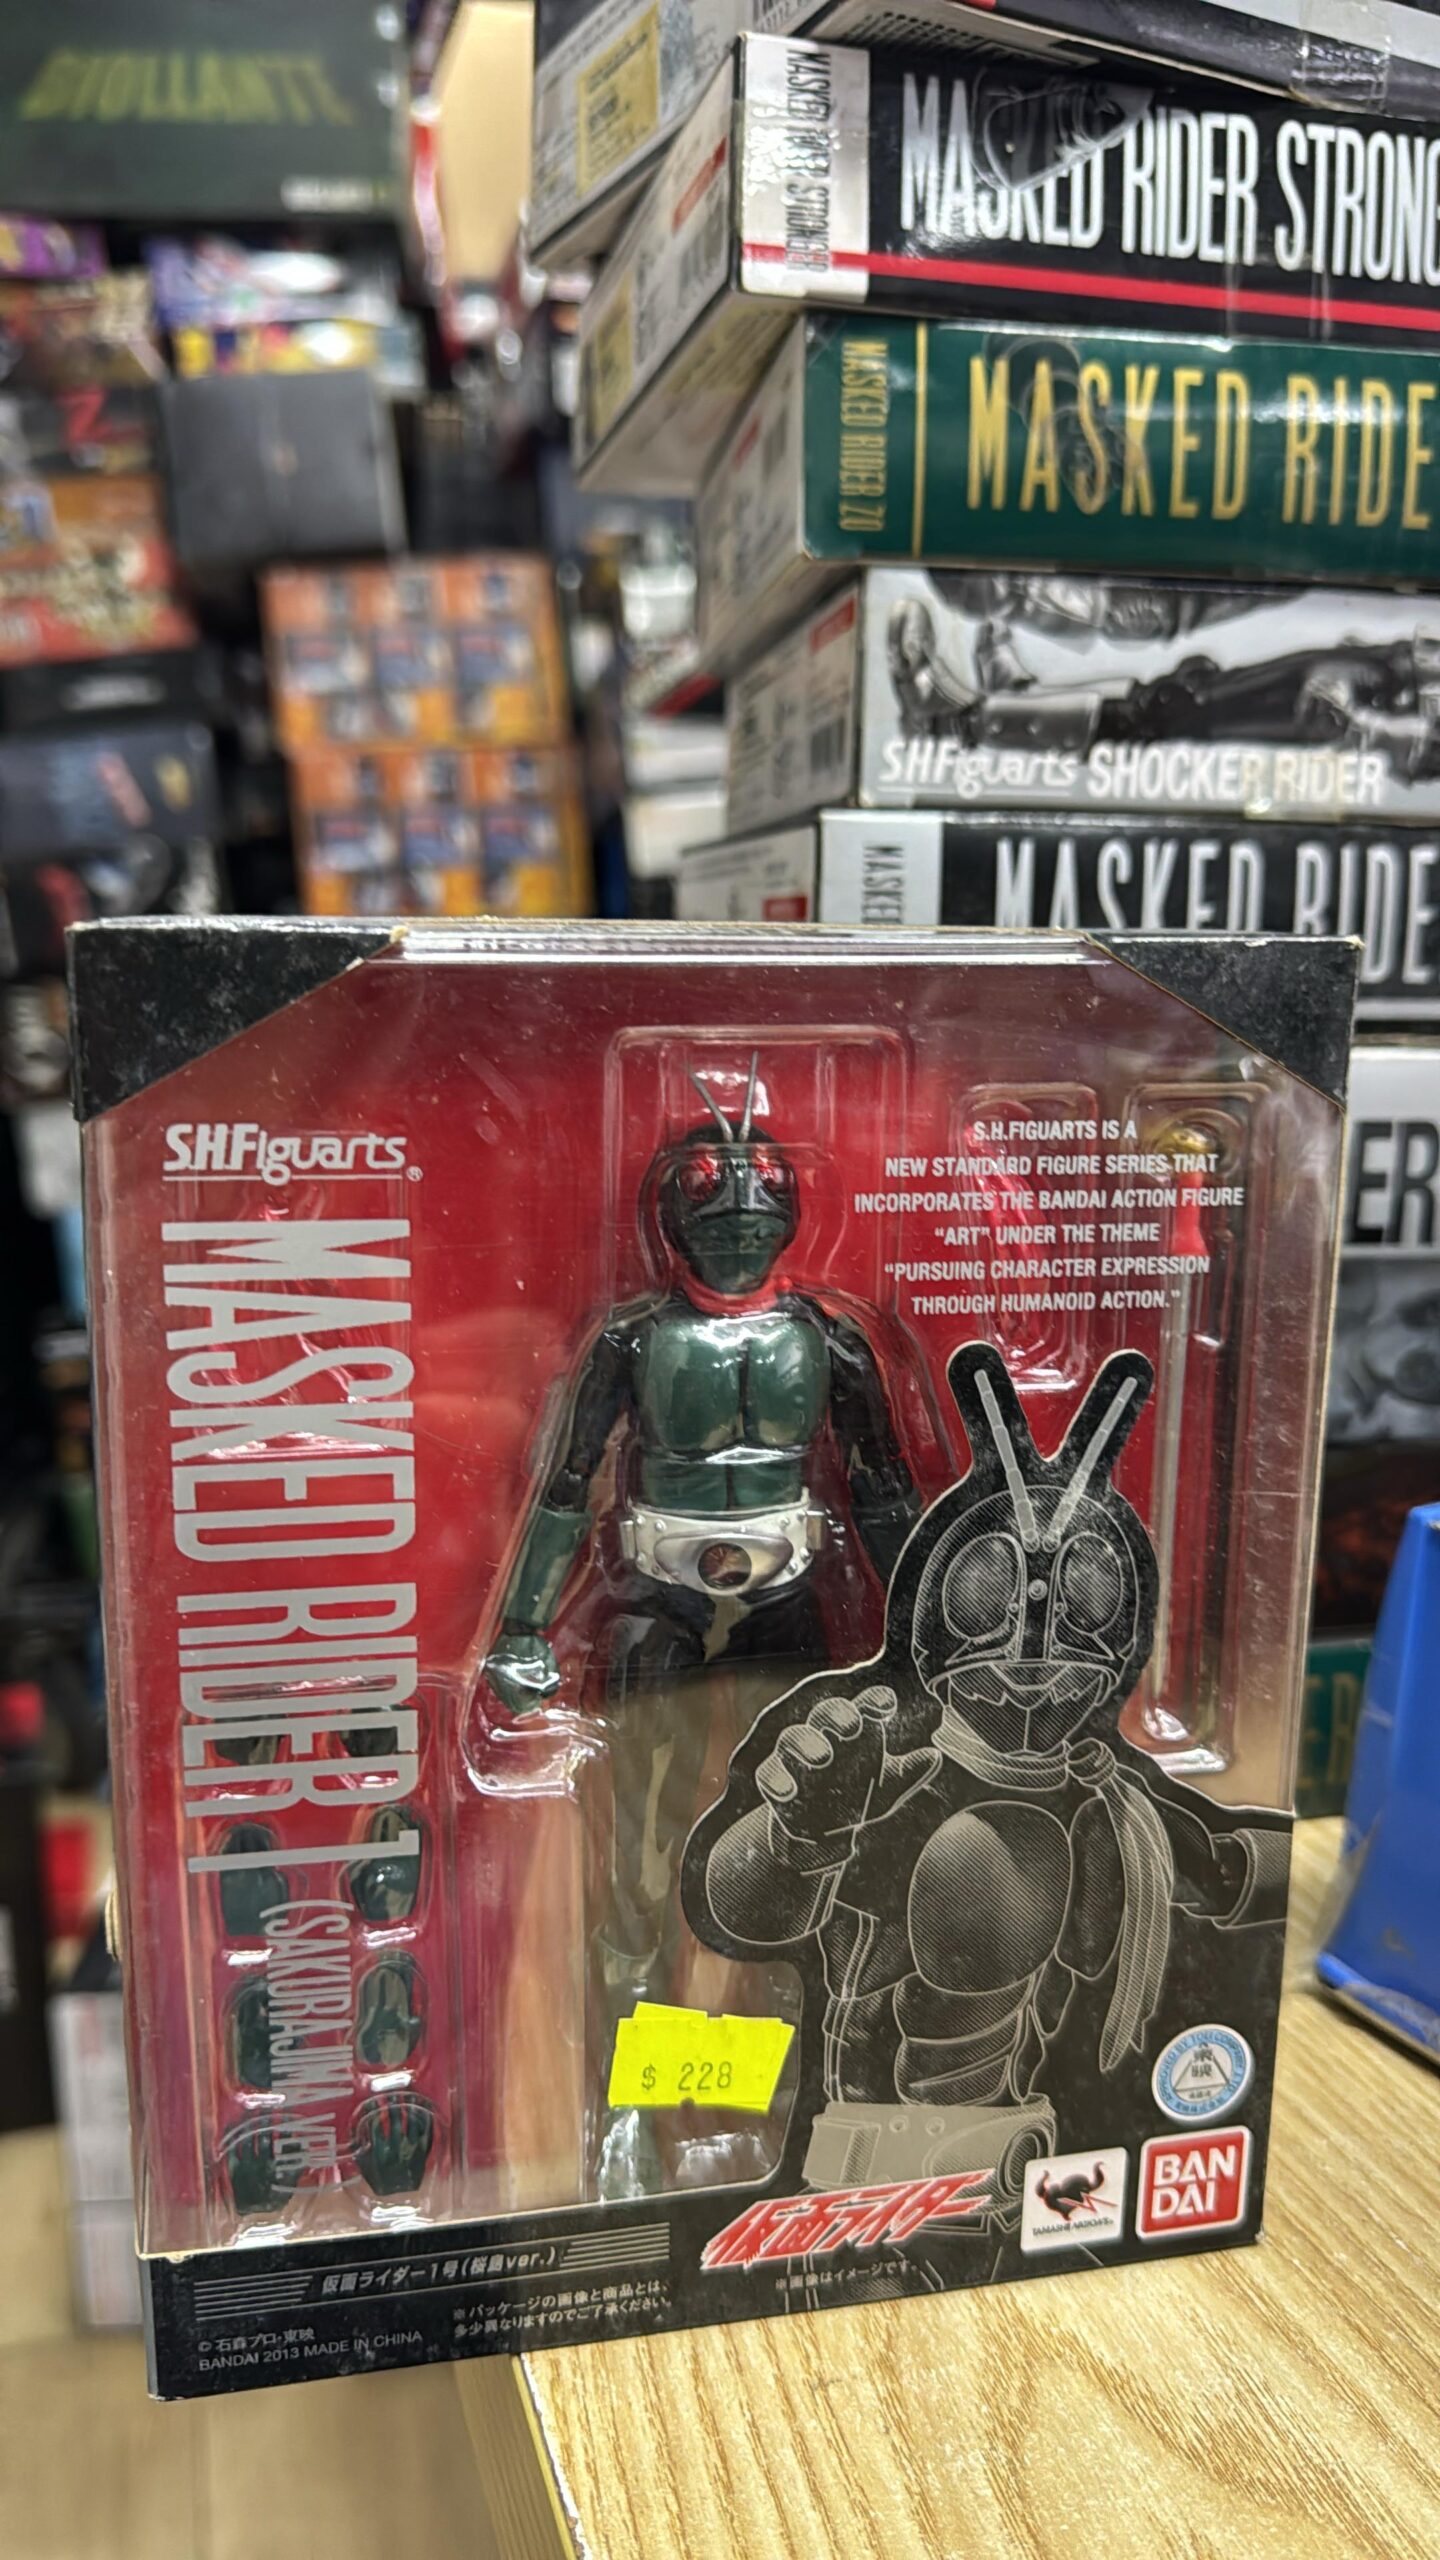 BIOLLANTE
MASKED RIDER STRONGER
MASKED RIDER STRONG
MASKED RIDER ZO
MASKED RIDE
S.H.Figuarts SHOCKER RIDER
MASKED RIDE
ER
S.H.Figuarts®
MASKED RIDER 1 (SAKURAJIMA VER.)
S.H.FIGUARTS IS A
NEW STANDARD FIGURE SERIES THAT
INCORPORATES THE BANDAI ACTION FIGURE
“ART” UNDER THE THEME
“PURSUING CHARACTER EXPRESSION
THROUGH HUMANOID ACTION.”
$ 228
仮面ライダー
TAMASHII NATIONS
BAN
DAI
仮面ライダー1号(桜島ver.)
※パッケージの画像と商品とは、
多少異なりますのでご了承ください。
※画像はイメージです。
© 石森プロ・東映
BANDAI 2013 MADE IN CHINA